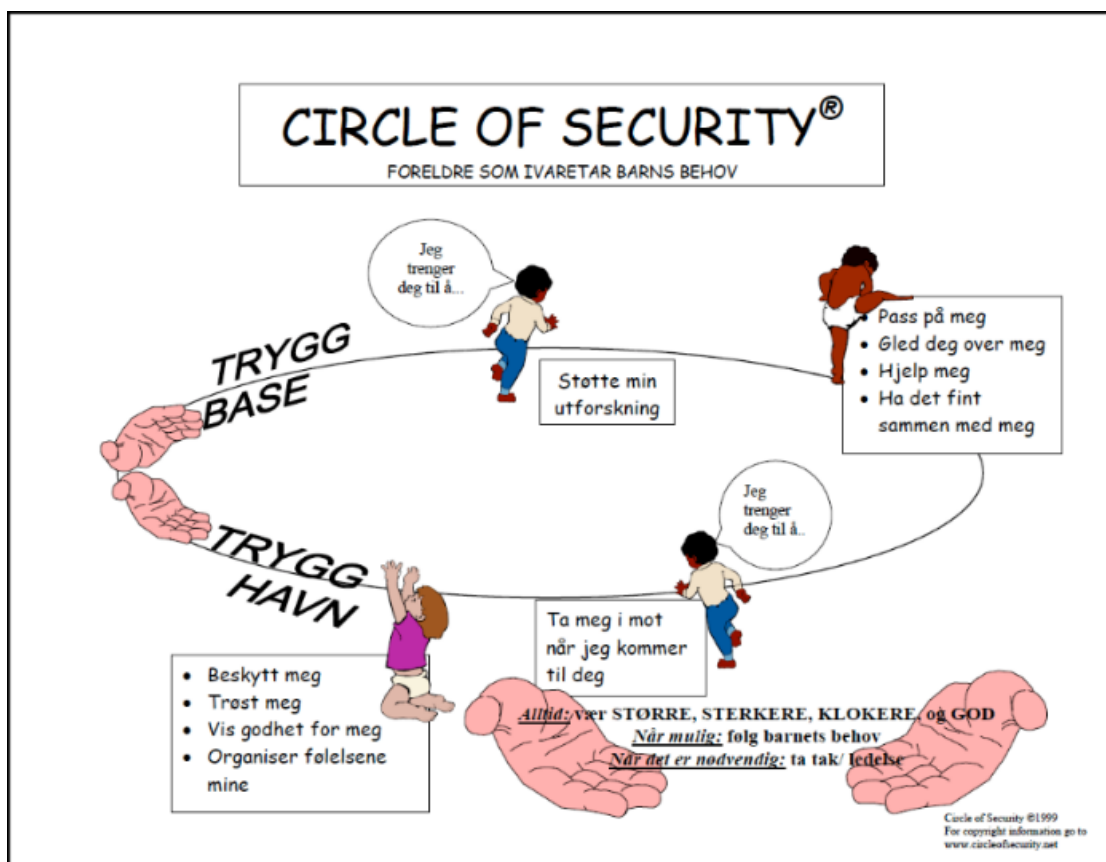 CIRCLE OF SECURITY®
FORELDRE SOM IVARETAR BARNS BEHOV
Jeg
trenger
deg til å...
TRYGG
BASE
Støtte min
utforskning
• Pass på meg
• Gled deg over meg
• Hjelp meg
• Ha det fint
sammen med meg
Jeg
trenger
deg til å..
TRYGG
HAVN
Ta meg i mot
når jeg kommer
til deg
• Beskytt meg
• Trøst meg
• Vis godhet for meg
• Organiser følelsene
mine
Alltid: vær STØRRE, STERKERE, KLOKERE, og GOD
Når mulig: følg barnets behov
Når det er nødvendig: ta tak/ ledelse
Circle of Security ©1999
For copyright information go to
www.circleofsecurity.net